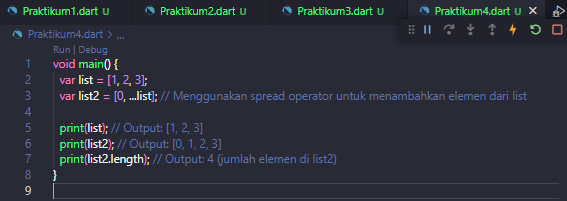 Praktikum1.dart U
Praktikum2.dart U
Praktikum3.dart U
Praktikum4.dart U
Praktikum4.dart > ...
Run | Debug
1 void main() {
2 var list = [1, 2, 3];
3 var list2 = [0, ...list]; // Menggunakan spread operator untuk menambahkan elemen dari list
4
5 print(list); // Output: [1, 2, 3]
6 print(list2); // Output: [0, 1, 2, 3]
7 print(list2.length); // Output: 4 (jumlah elemen di list2)
8 }
9